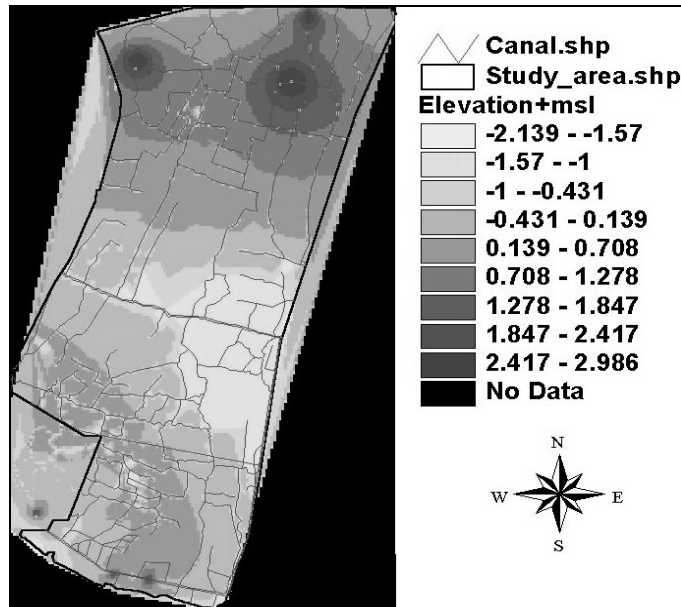 Canal.shp
Study_area.shp
Elevation+msl
-2.139 - -1.57
-1.57 - -1
-1 - -0.431
-0.431 - 0.139
0.139 - 0.708
0.708 - 1.278
1.278 - 1.847
1.847 - 2.417
2.417 - 2.986
No Data
N
W E
S